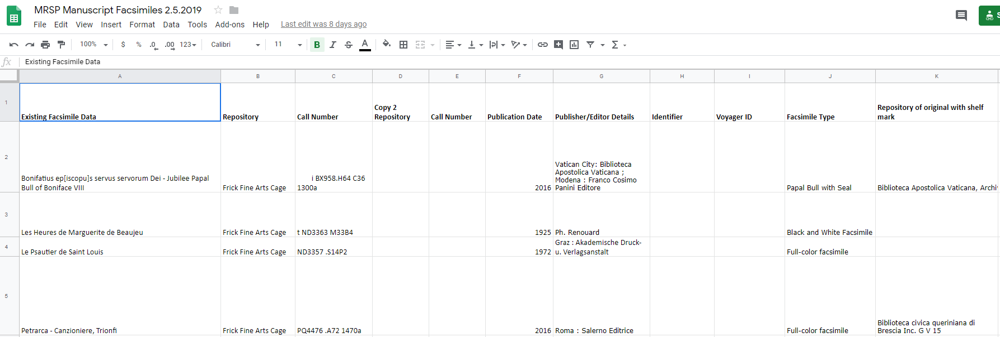 MRSP Manuscript Facsimiles 2.5.2019
File Edit View Insert Format Data Tools Add-ons Help Last edit was 8 days ago
100% $ % .0 .00 123 Calibri 11 B I S A
fx Existing Facsimile Data
A B C D E F G H I J K
1
Existing Facsimile Data
Repository
Call Number
Copy 2
Repository
Call Number
Publication Date
Publisher/Editor Details
Identifier
Voyager ID
Facsimile Type
Repository of original with shelf
mark
2
Bonifatius ep[iscopu]s servus servorum Dei - Jubilee Papal
Bull of Boniface VIII
Frick Fine Arts Cage
i BX958.H64 C36
1300a
2016
Vatican City: Biblioteca
Apostolica Vaticana ;
Modena : Franco Cosimo
Panini Editore
Papal Bull with Seal
Biblioteca Apostolica Vaticana, Archi
3
Les Heures de Marguerite de Beaujeu
Frick Fine Arts Cage
t ND3363 M33B4
1925
Ph. Renouard
Black and White Facsimile
4
Le Psautier de Saint Louis
Frick Fine Arts Cage
ND3357 .S14P2
1972
Graz : Akademische Druck-
u. Verlagsanstalt
Full-color facsimile
5
Petrarca - Canzioniere, Trionfi
Frick Fine Arts Cage
PQ4476 .A72 1470a
2016
Roma : Salerno Editrice
Full-color facsimile
Biblioteca civica queriniana di
Brescia Inc. G V 15